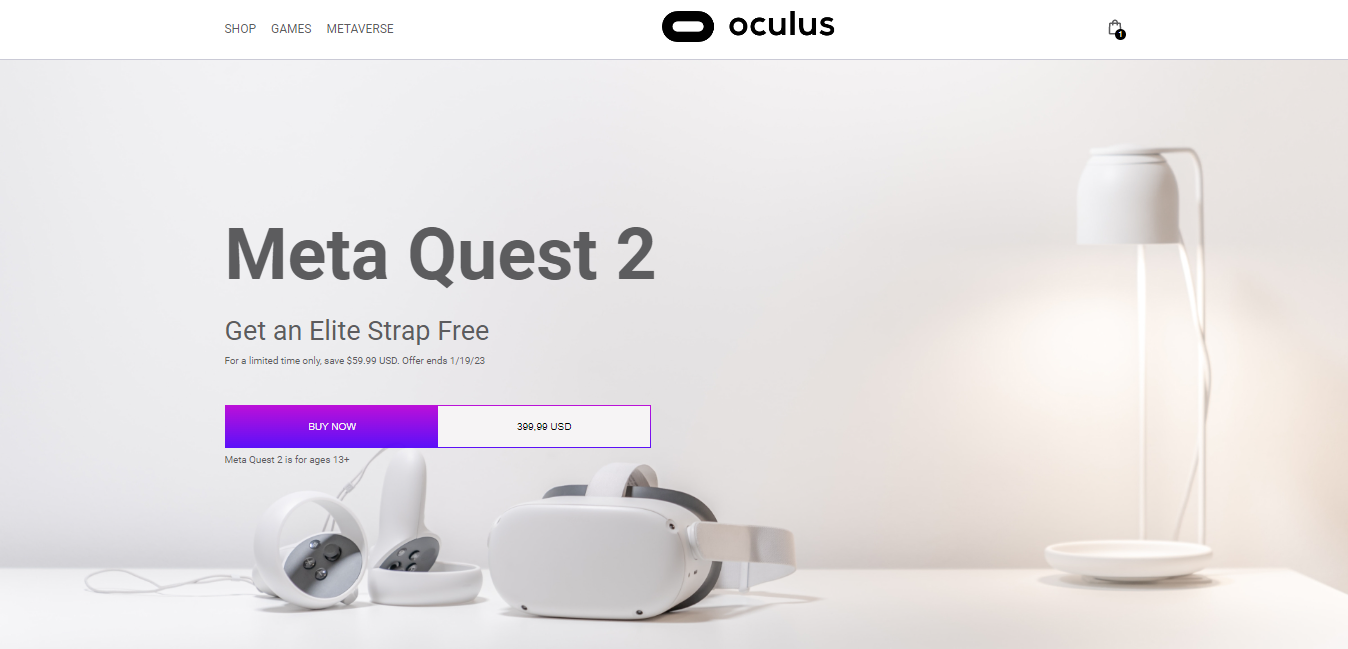 SHOP GAMES METAVERSE
oculus
1
Meta Quest 2
Get an Elite Strap Free
For a limited time only, save $59.99 USD. Offer ends 1/19/23
BUY NOW
399,99 USD
Meta Quest 2 is for ages 13+